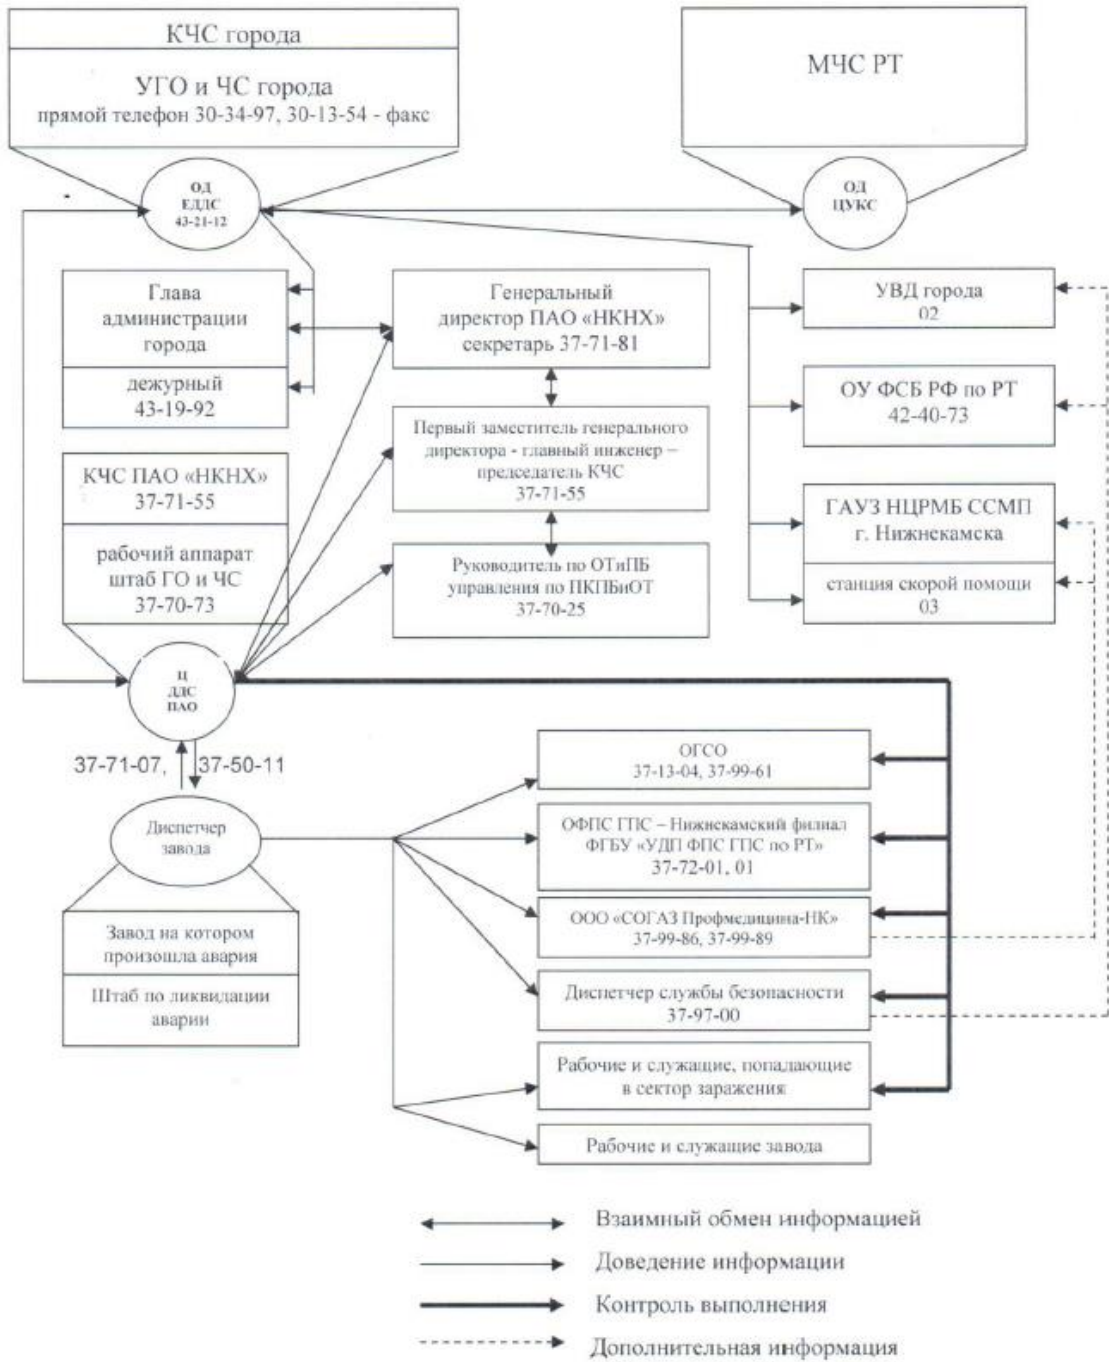 КЧС города
УГО и ЧС города
прямой телефон 30-34-97, 30-13-54 - факс
МЧС РТ
ОД
ЕДДС
43-21-12
ОД
ЦУКС
Глава
администрации
города
дежурный
43-19-92
Генеральный
директор ПАО «НКНХ»
секретарь 37-71-81
УВД города
02
ОУ ФСБ РФ по РТ
42-40-73
Первый заместитель генерального
директора - главный инженер –
председатель КЧС
37-71-55
КЧС ПАО «НКНХ»
37-71-55
рабочий аппарат
штаб ГО и ЧС
37-70-73
ГАУЗ НЦРМБ ССМП
г. Нижнекамска
станция скорой помощи
03
Руководитель по ОТиПБ
управления по ПКПБиОТ
37-70-25
Ц
ДДС
ПАО
37-71-07, 37-50-11
Диспетчер
завода
Завод на котором
произошла авария
Штаб по ликвидации
аварии
ОГСО
37-13-04, 37-99-61
ОФПС ГПС – Нижнекамский филиал
ФГБУ «УДП ФПС ГПС по РТ»
37-72-01, 01
ООО «СОГАЗ Профмедицина-НК»
37-99-86, 37-99-89
Диспетчер службы безопасности
37-97-00
Рабочие и служащие, попадающие
в сектор заражения
Рабочие и служащие завода
Взаимный обмен информацией
Доведение информации
Контроль выполнения
Дополнительная информация